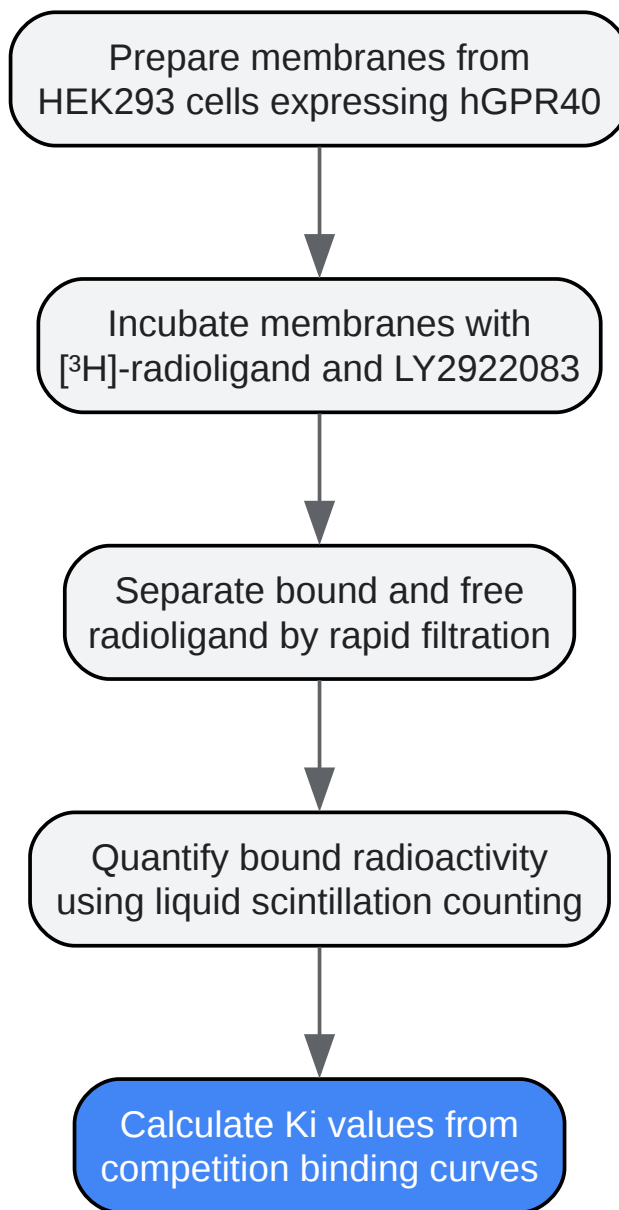 Prepare membranes from
HEK293 cells expressing hGPR40
Incubate membranes with
[³H]-radioligand and LY2922083
Separate bound and free
radioligand by rapid filtration
Quantify bound radioactivity
using liquid scintillation counting
Calculate Ki values from
competition binding curves